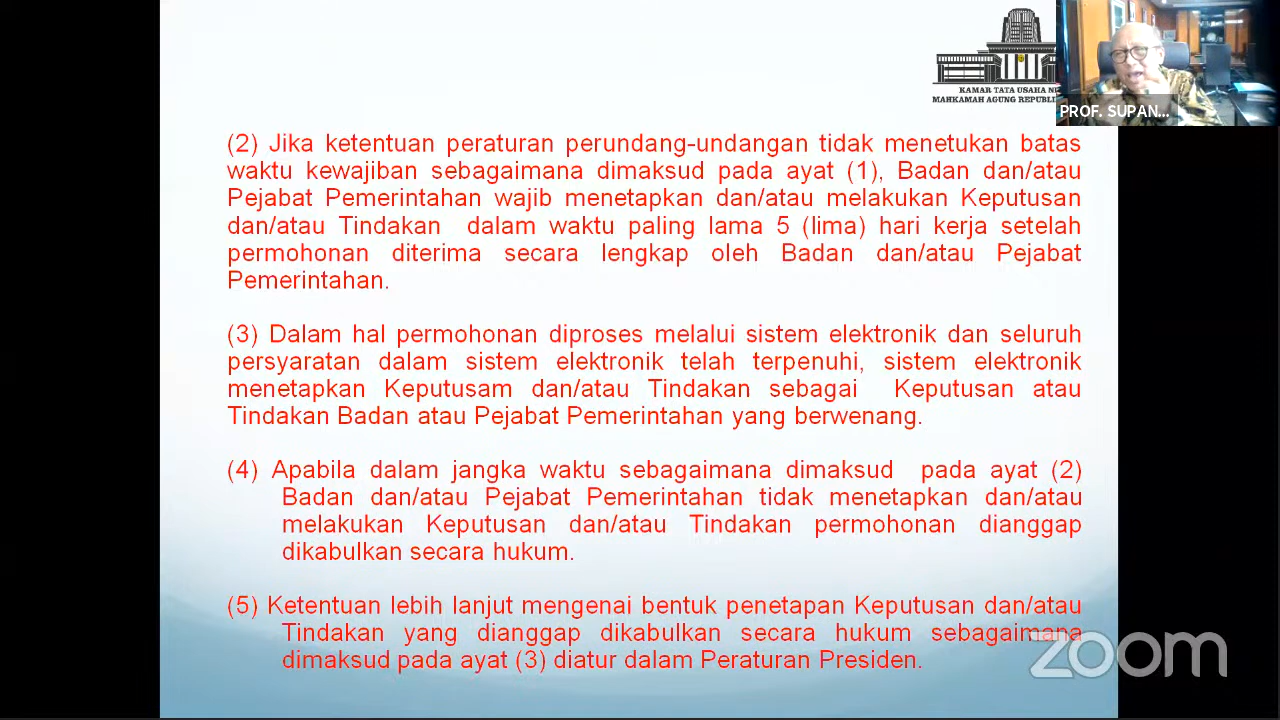 KAMAR TATA USAHA
MAHKAMAH AGUNG REPUBLI
PROF. SUPAN...
(2) Jika ketentuan peraturan perundang-undangan tidak menetukan batas
waktu kewajiban sebagaimana dimaksud pada ayat (1), Badan dan/atau
Pejabat Pemerintahan wajib menetapkan dan/atau melakukan Keputusan
dan/atau Tindakan dalam waktu paling lama 5 (lima) hari kerja setelah
permohonan diterima secara lengkap oleh Badan dan/atau Pejabat
Pemerintahan.
(3) Dalam hal permohonan diproses melalui sistem elektronik dan seluruh
persyaratan dalam sistem elektronik telah terpenuhi, sistem elektronik
menetapkan Keputusam dan/atau Tindakan sebagai Keputusan atau
Tindakan Badan atau Pejabat Pemerintahan yang berwenang.
(4) Apabila dalam jangka waktu sebagaimana dimaksud pada ayat (2)
Badan dan/atau Pejabat Pemerintahan tidak menetapkan dan/atau
melakukan Keputusan dan/atau Tindakan permohonan dianggap
dikabulkan secara hukum.
(5) Ketentuan lebih lanjut mengenai bentuk penetapan Keputusan dan/atau
Tindakan yang dianggap dikabulkan secara hukum sebagaimana
dimaksud pada ayat (3) diatur dalam Peraturan Presiden.
zoom